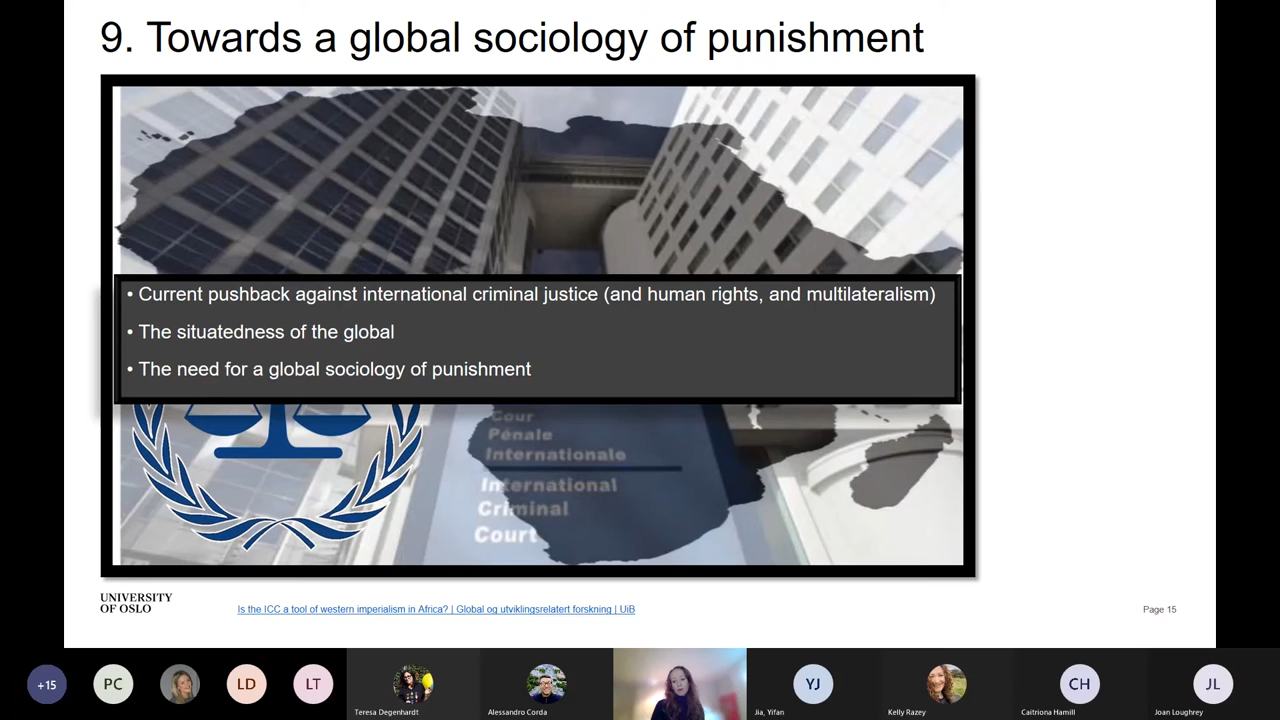 9. Towards a global sociology of punishment
• Current pushback against international criminal justice (and human rights, and multilateralism)
• The situatedness of the global
• The need for a global sociology of punishment
Cour
Pénale
Internationale
International
Criminal
Court
UNIVERSITY
OF OSLO
Is the ICC a tool of western imperialism in Africa? | Global og utviklingsrelatert forskning | UiB
Page 15
+15
PC
LD
LT
YJ
CH
JL
Teresa Degenhardt
Alessandro Corda
Jia, Yifan
Kelly Razey
Caitriona Hamill
Joan Loughrey